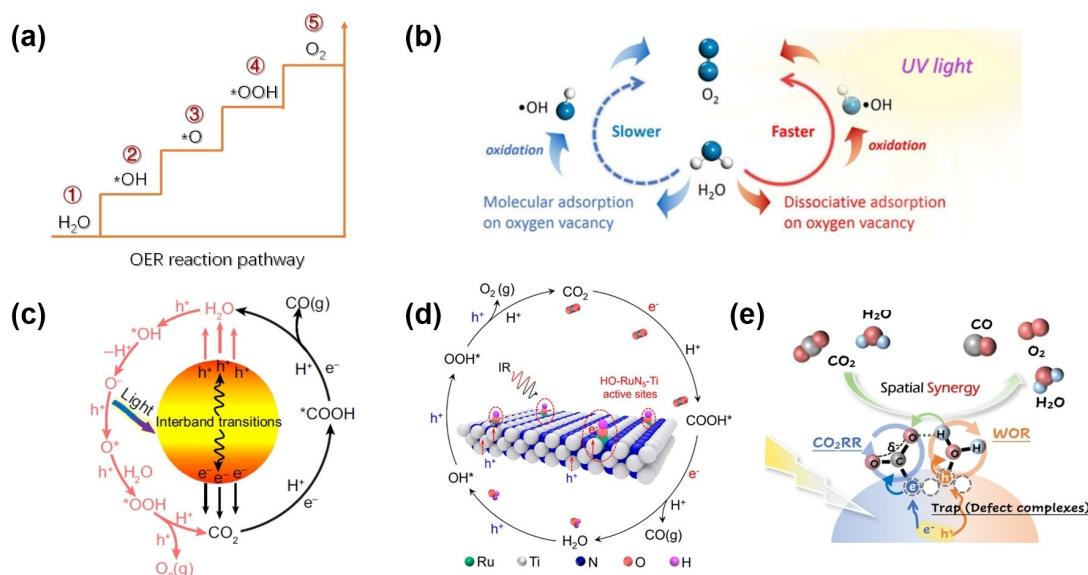 (a)
⑤
O₂
④
*OOH
③
*O
②
*OH
①
H₂O
OER reaction pathway
(b)
UV light
•OH
O₂
•OH
Slower
Faster
oxidation
oxidation
H₂O
Molecular adsorption
on oxygen vacancy
Dissociative adsorption
on oxygen vacancy
(c)
h⁺
H₂O
CO(g)
*OH
–H⁺
O⁻
h⁺
O*
h⁺
H₂O
*OOH
H⁺
h⁺
O₂(g)
Light
h⁺ h⁺ h⁺
Interband transitions
e⁻ e⁻ e⁻
H⁺
e⁻
*COOH
H⁺
e⁻
CO₂
(d)
O₂(g)
CO₂
h⁺
H⁺
e⁻
OOH*
H⁺
IR
HO-RuN₅-Ti
active sites
COOH*
h⁺
e⁻
h⁺
h⁺
OH*
e⁻
H⁺
h⁺
CO(g)
H₂O
Ru
Ti
N
O
H
(e)
H₂O
CO₂
CO
O₂
H₂O
Spatial Synergy
CO₂RR
WOR
O
H
δ⁻
C
O
H
O
e⁻
h⁺
Trap (Defect complexes)
e⁻
h⁺